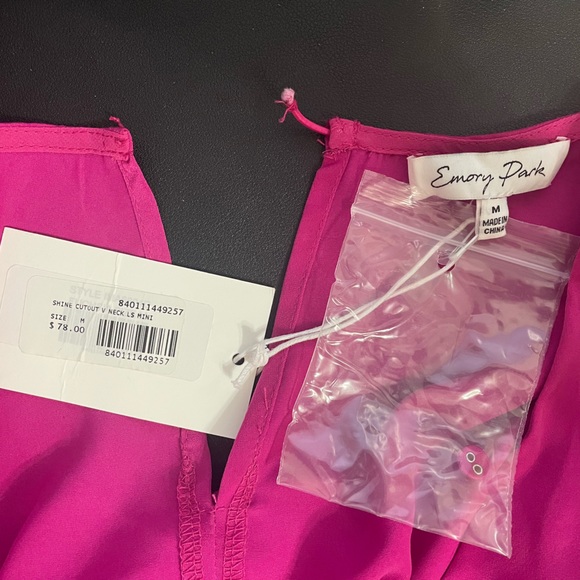 Emory Park
M
MADE IN
CHINA
840111449257
SHINE CUTOUT V NECK LS MINI
SIZE M
$78.00
840111449257